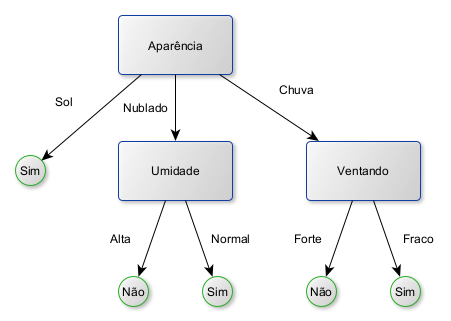 Aparência
Sol
Nublado
Chuva
Sim
Umidade
Ventando
Alta
Normal
Forte
Fraco
Não
Sim
Não
Sim